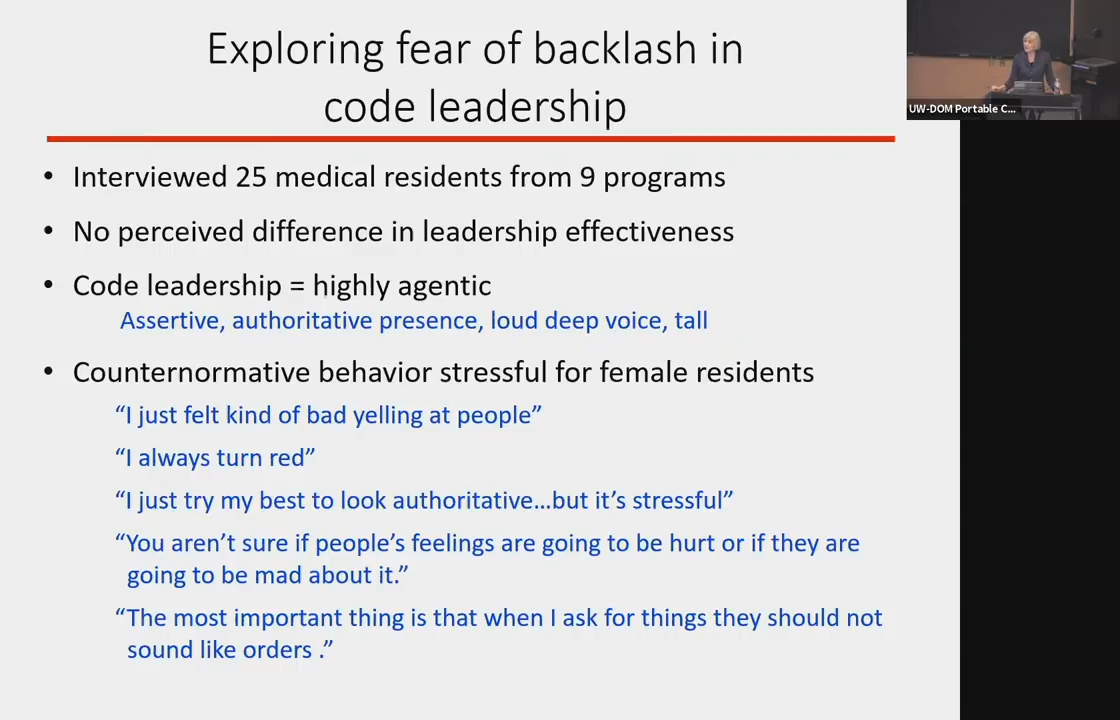 Exploring fear of backlash in
code leadership
UW-DOM Portable C...
• Interviewed 25 medical residents from 9 programs
• No perceived difference in leadership effectiveness
• Code leadership = highly agentic
Assertive, authoritative presence, loud deep voice, tall
• Counternormative behavior stressful for female residents
“I just felt kind of bad yelling at people”
“I always turn red”
“I just try my best to look authoritative…but it’s stressful”
“You aren’t sure if people’s feelings are going to be hurt or if they are
going to be mad about it.”
“The most important thing is that when I ask for things they should not
sound like orders .”